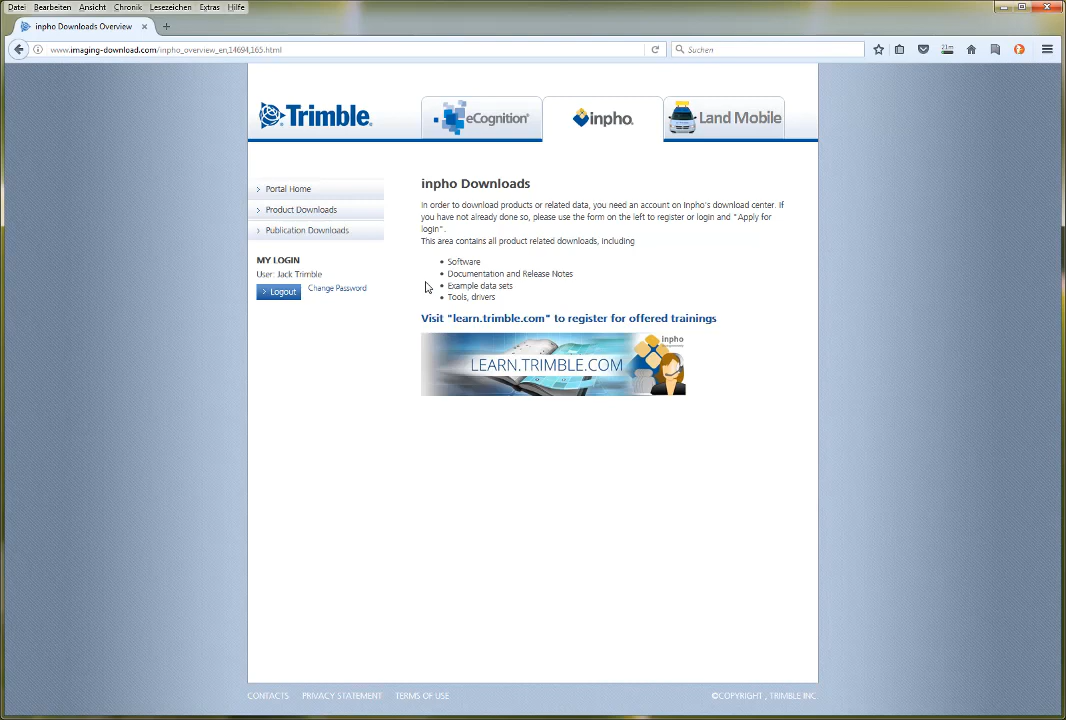 Datei Bearbeiten Ansicht Chronik Lesezeichen Extras Hilfe
inpho Downloads Overview
www.imaging-download.com/inpho_overview_en,14694,165.html
Suchen
21m
Trimble.
eCognition®
inpho.
Land Mobile
Portal Home
Product Downloads
Publication Downloads
MY LOGIN
User: Jack Trimble
Logout
Change Password
inpho Downloads
In order to download products or related data, you need an account on Inpho's download center. If
you have not already done so, please use the form on the left to register or login and "Apply for
login".
This area contains all product related downloads, including
• Software
• Documentation and Release Notes
• Example data sets
• Tools, drivers
Visit "learn.trimble.com" to register for offered trainings
inpho
LEARN.TRIMBLE.COM
CONTACTS PRIVACY STATEMENT TERMS OF USE
©COPYRIGHT , TRIMBLE INC